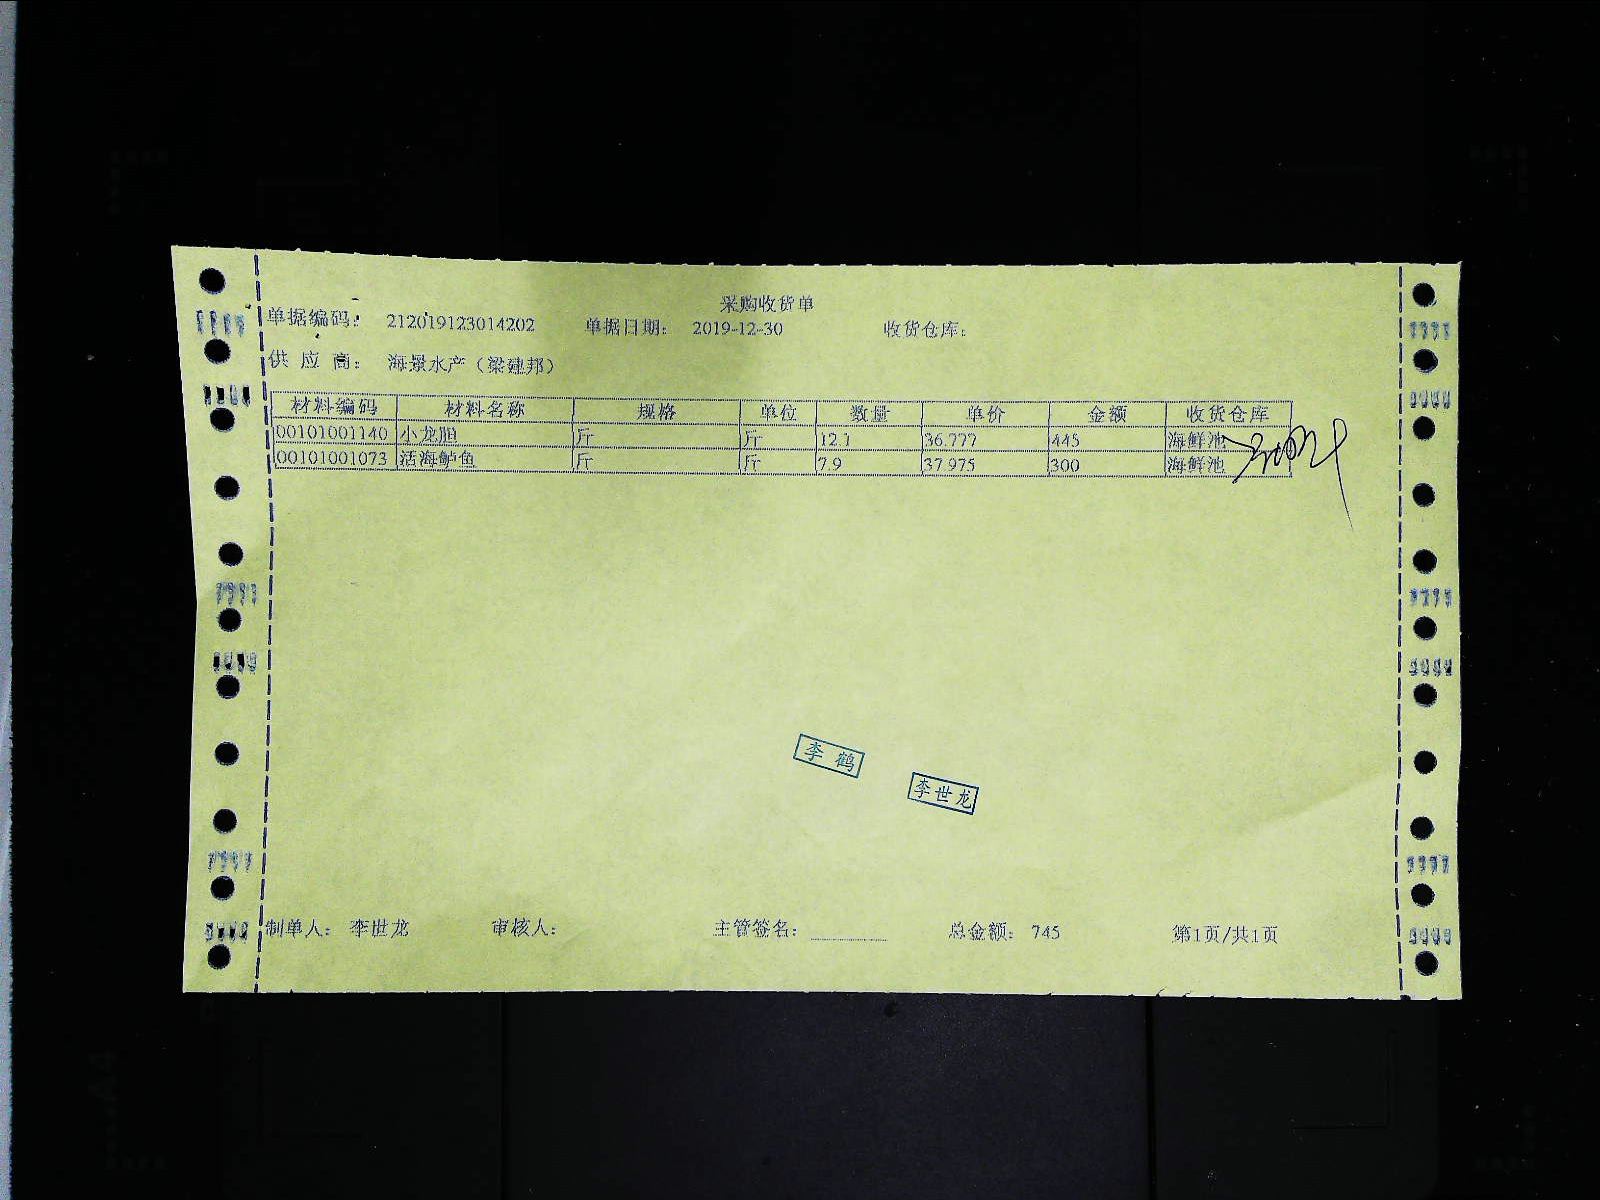 采购收货单
单据编码： 212019123014202 单据日期： 2019-12-30 收货仓库：
供 应 商： 海景水产（梁建邦）
材料编码 材料名称 规格 单位 数量 单价 金额 收货仓库
00101001140 小龙胆 斤 斤 12.1 36.777 445 海鲜池
00101001073 活海鲈鱼 斤 斤 7.9 37.975 300 海鲜池
李 鹤
李世龙
制单人： 李世龙 审核人： 主管签名： 总金额： 745 第1页/共1页